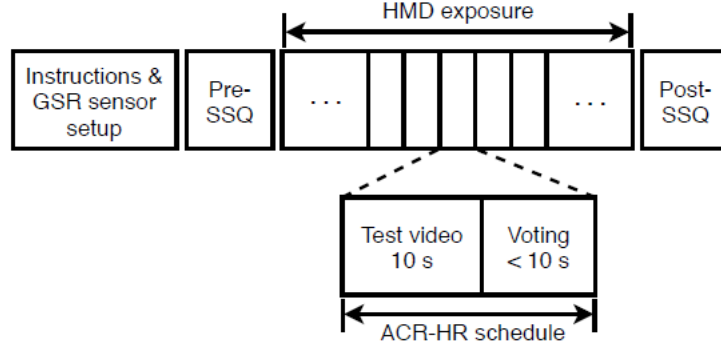 HMD exposure
Instructions &
GSR sensor
setup
Pre-
SSQ
...
...
Post-
SSQ
Test video
10 s
Voting
< 10 s
ACR-HR schedule